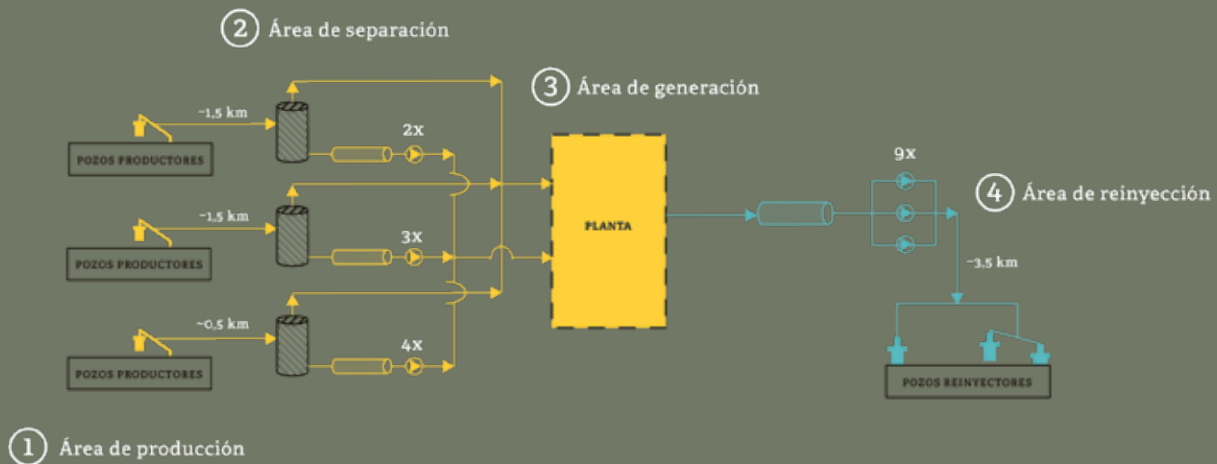 2 Área de separación
3 Área de generación
~1,5 km
POZOS PRODUCTORES
2x
9x
4 Área de reinyección
~1,5 km
POZOS PRODUCTORES
3x
PLANTA
~3,5 km
~0,5 km
POZOS PRODUCTORES
4x
POZOS REINYECTORES
1 Área de producción